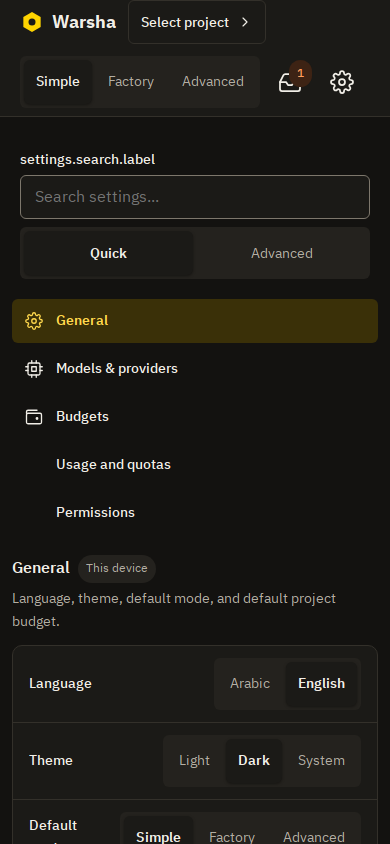 Warsha
Select project
Simple
Factory
Advanced
1
settings.search.label
Search settings...
Quick
Advanced
General
Models & providers
Budgets
Usage and quotas
Permissions
General
This device
Language, theme, default mode, and default project
budget.
Language
Arabic
English
Theme
Light
Dark
System
Default
Simple
Factory
Advanced